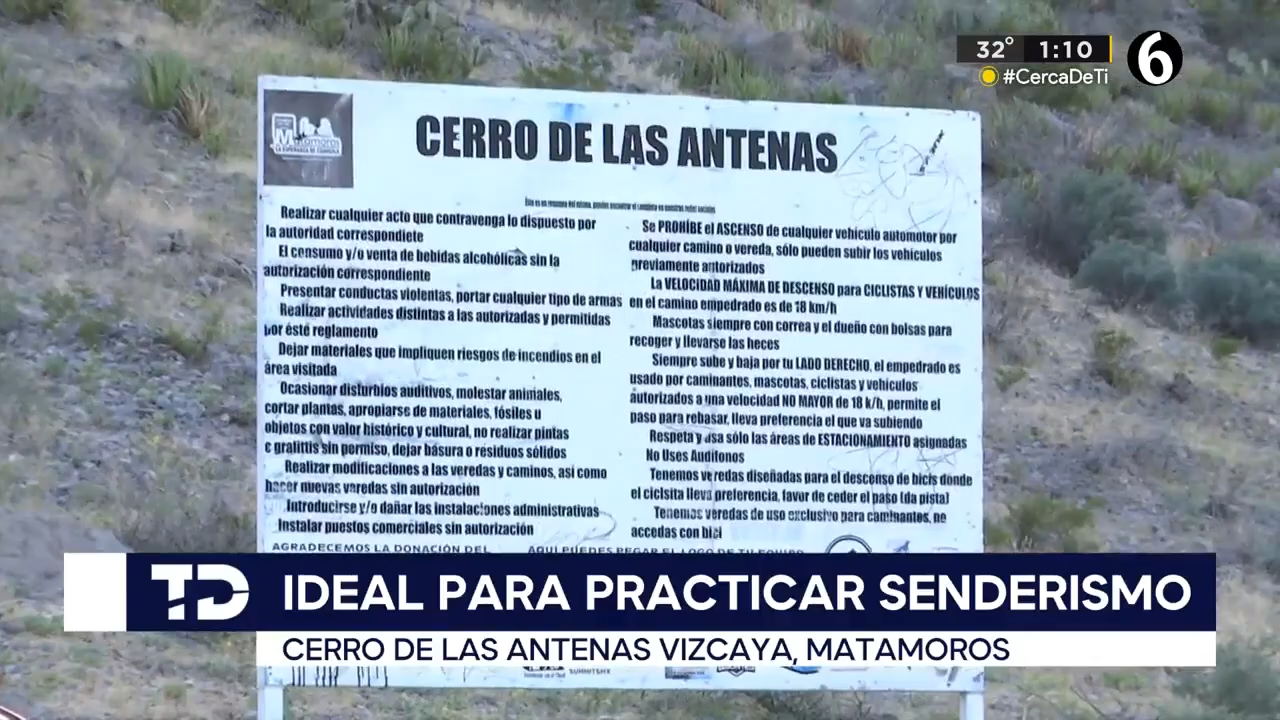 32° 1:10
#CercaDeTi
6
Matamoros
CERRO DE LAS ANTENAS
Realizar cualquier acto que contravenga lo dispuesto por
la autoridad correspondiete
El consumo y/o venta de bebidas alcohólicas sin la
autorización correspondiente
Presentar conductas violentas, portar cualquier tipo de armas
Realizar actividades distintas a las autorizadas y permitidas
por éste reglamento
Dejar materiales que impliquen riesgos de incendios en el
área visitada
Ocasionar disturbios auditivos, molestar animales,
cortar plantas, apropiarse de materiales, fósiles u
objetos con valor histórico y cultural, no realizar pintas
o grafittis sin permiso, dejar básura o residuos sólidos
Realizar modificaciones a las veredas y caminos, así como
hacer nuevas veredas sin autorización
Introducirse y/o dañar las instalaciones administrativas
Instalar puestos comerciales sin autorización
Se PROHÍBE el ASCENSO de cualquier vehículo automotor por
cualquier camino o vereda, sólo pueden subir los vehículos
previamente autorizados
La VELOCIDAD MÁXIMA DE DESCENSO para CICLISTAS Y VEHÍCULOS
en el camino empedrado es de 18 km/h
Mascotas siempre con correa y el dueño con bolsas para
recoger y llevarse las heces
Siempre sube y baja por tu LADO DERECHO, el empedrado es
usado por caminantes, mascotas, ciclistas y vehículos
autorizados a una velocidad NO MAYOR de 18 k/h, permite el
paso para rebasar, lleva preferencia el que va subiendo
Respeta y usa sólo las áreas de ESTACIONAMIENTO asignadas
No Uses Audífonos
Tenemos veredas diseñadas para el descenso de bicis donde
el ciclsita lleva preferencia, favor de ceder el paso (da pista)
Tenemos veredas de uso exclusivo para caminantes, no
accedas con bici
AGRADECEMOS LA DONACIÓN DEL
AQUI PUEDES PEGAR EL LOGO DE TU EQUIPO
TD IDEAL PARA PRACTICAR SENDERISMO
CERRO DE LAS ANTENAS VIZCAYA, MATAMOROS